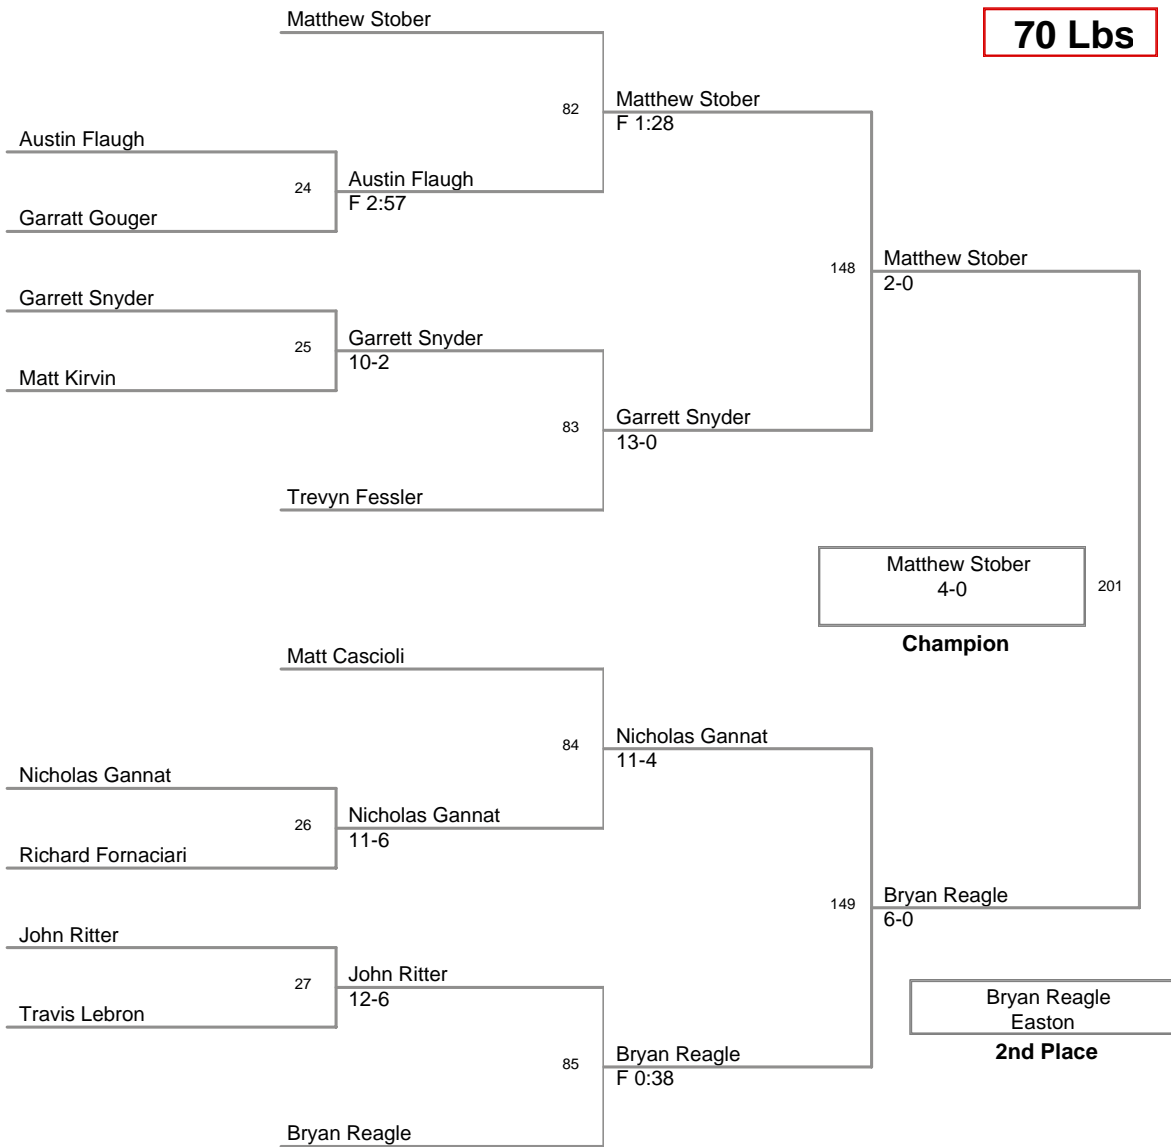 Matthew Stober
70 Lbs
82
Matthew Stober
F 1:28
Austin Flaugh
24
Austin Flaugh
F 2:57
Garratt Gouger
148
Matthew Stober
2-0
Garrett Snyder
25
Garrett Snyder
10-2
Matt Kirvin
83
Garrett Snyder
13-0
Trevyn Fessler
Matthew Stober
4-0
201
Champion
Matt Cascioli
84
Nicholas Gannat
11-4
Nicholas Gannat
26
Nicholas Gannat
11-6
Richard Fornaciari
149
Bryan Reagle
6-0
John Ritter
27
John Ritter
12-6
Travis Lebron
Bryan Reagle
Easton
2nd Place
85
Bryan Reagle
F 0:38
Bryan Reagle